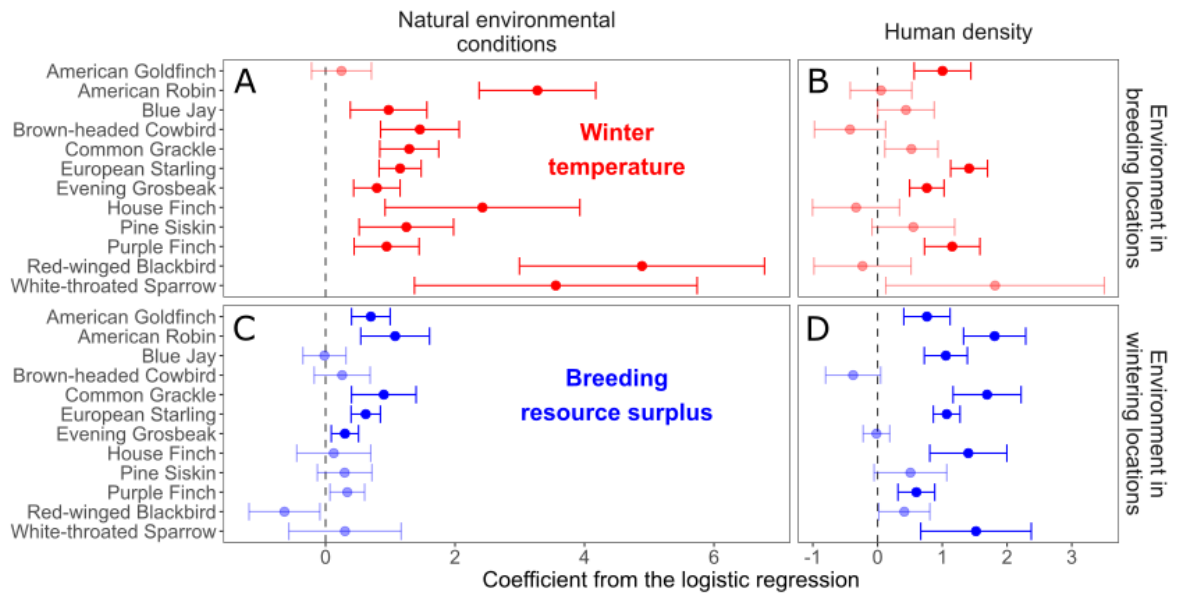 Natural environmental
conditions
Human density
American Goldfinch
American Robin
Blue Jay
Brown-headed Cowbird
Common Grackle
European Starling
Evening Grosbeak
House Finch
Pine Siskin
Purple Finch
Red-winged Blackbird
White-throated Sparrow
A
Winter
temperature
B
Environment in
breeding locations
American Goldfinch
American Robin
Blue Jay
Brown-headed Cowbird
Common Grackle
European Starling
Evening Grosbeak
House Finch
Pine Siskin
Purple Finch
Red-winged Blackbird
White-throated Sparrow
C
Breeding
resource surplus
D
Environment in
wintering locations
0 2 4 6
-1 0 1 2 3
Coefficient from the logistic regression